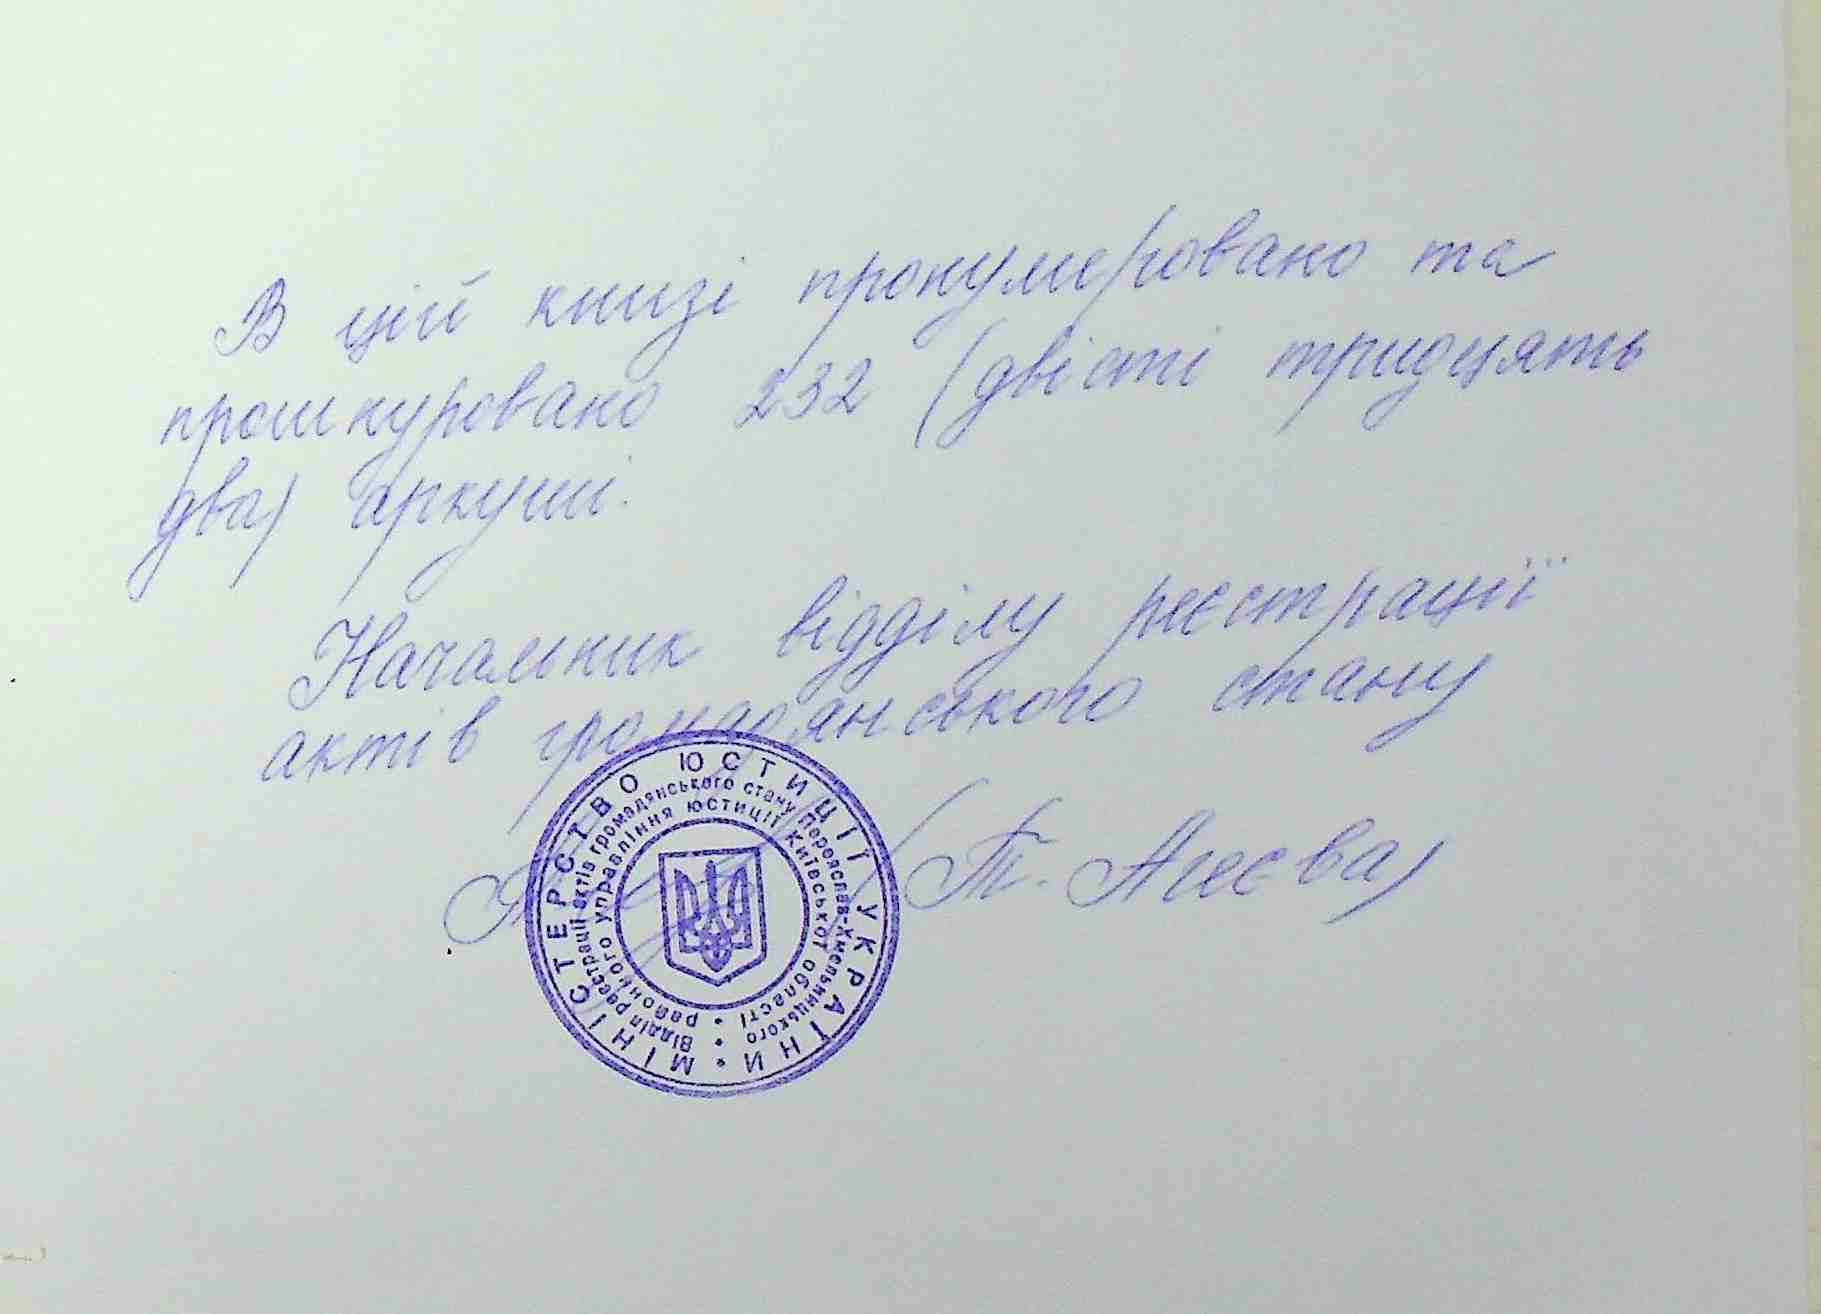 В цій книзі пронумеровано та
прошнуровано 232 (двісті тридцять
два) аркуші.
Начальник відділу реєстрації
актів громадянського стану
(Т. Агеєва)
МІНІСТЕРСТВО ЮСТИЦІЇ УКРАЇНИ
Відділ реєстрації актів громадянського стану Переяслав-Хмельницького
районного управління юстиції Київської області